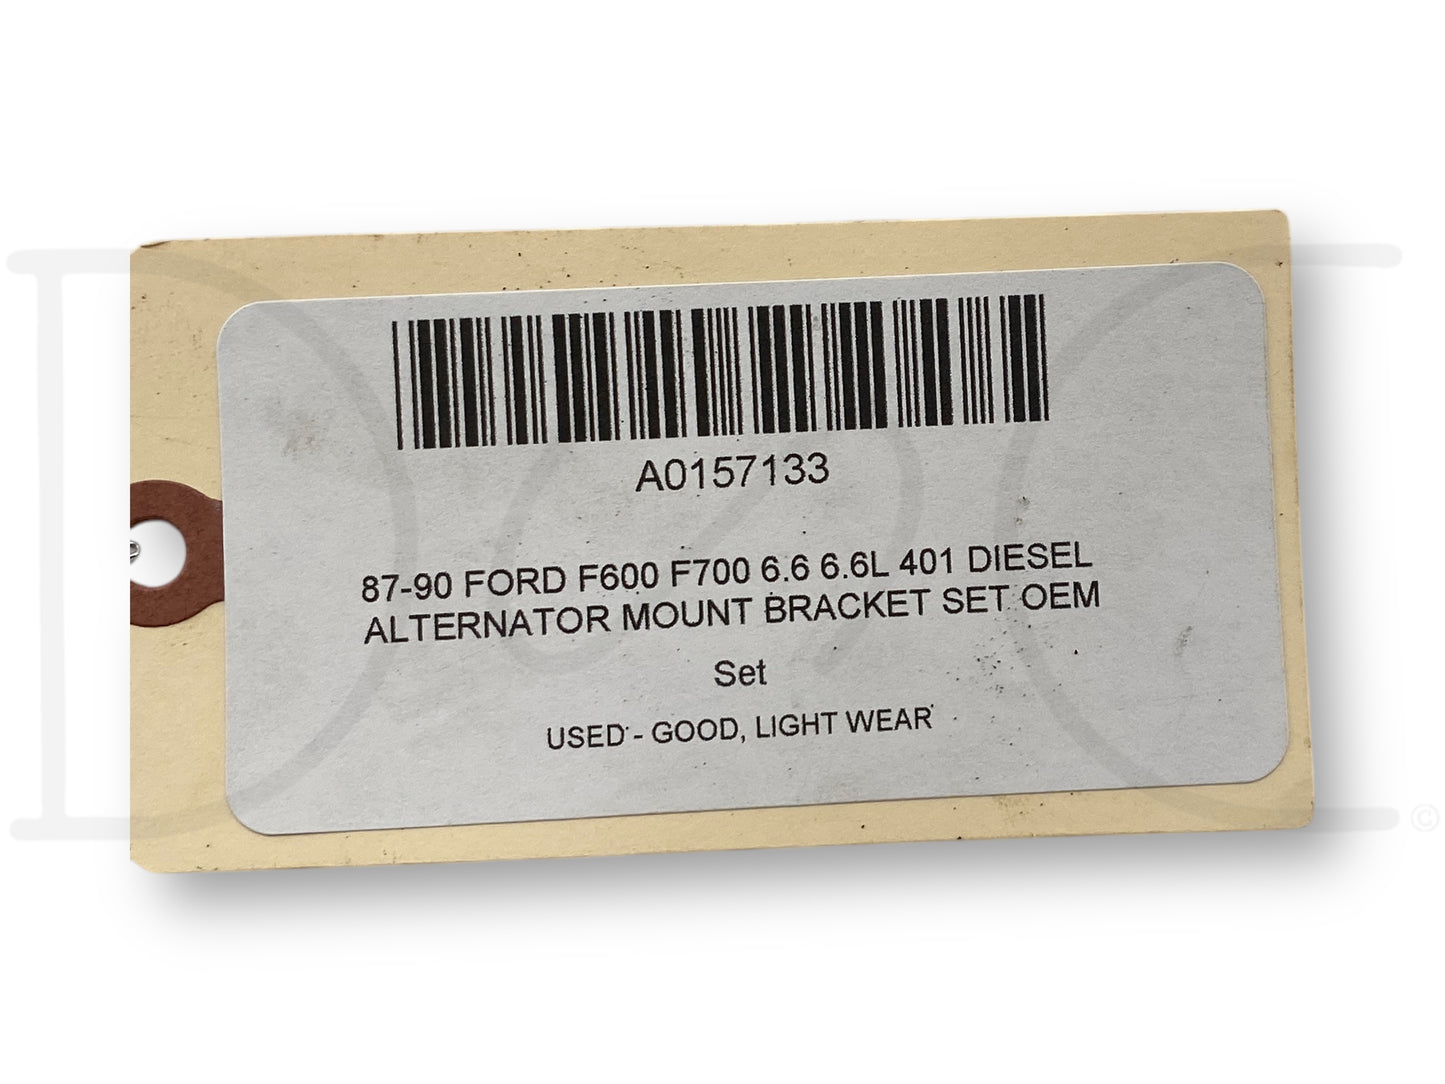 A0157133
87-90 FORD F600 F700 6.6 6.6L 401 DIESEL
ALTERNATOR MOUNT BRACKET SET OEM
Set
USED - GOOD, LIGHT WEAR
©